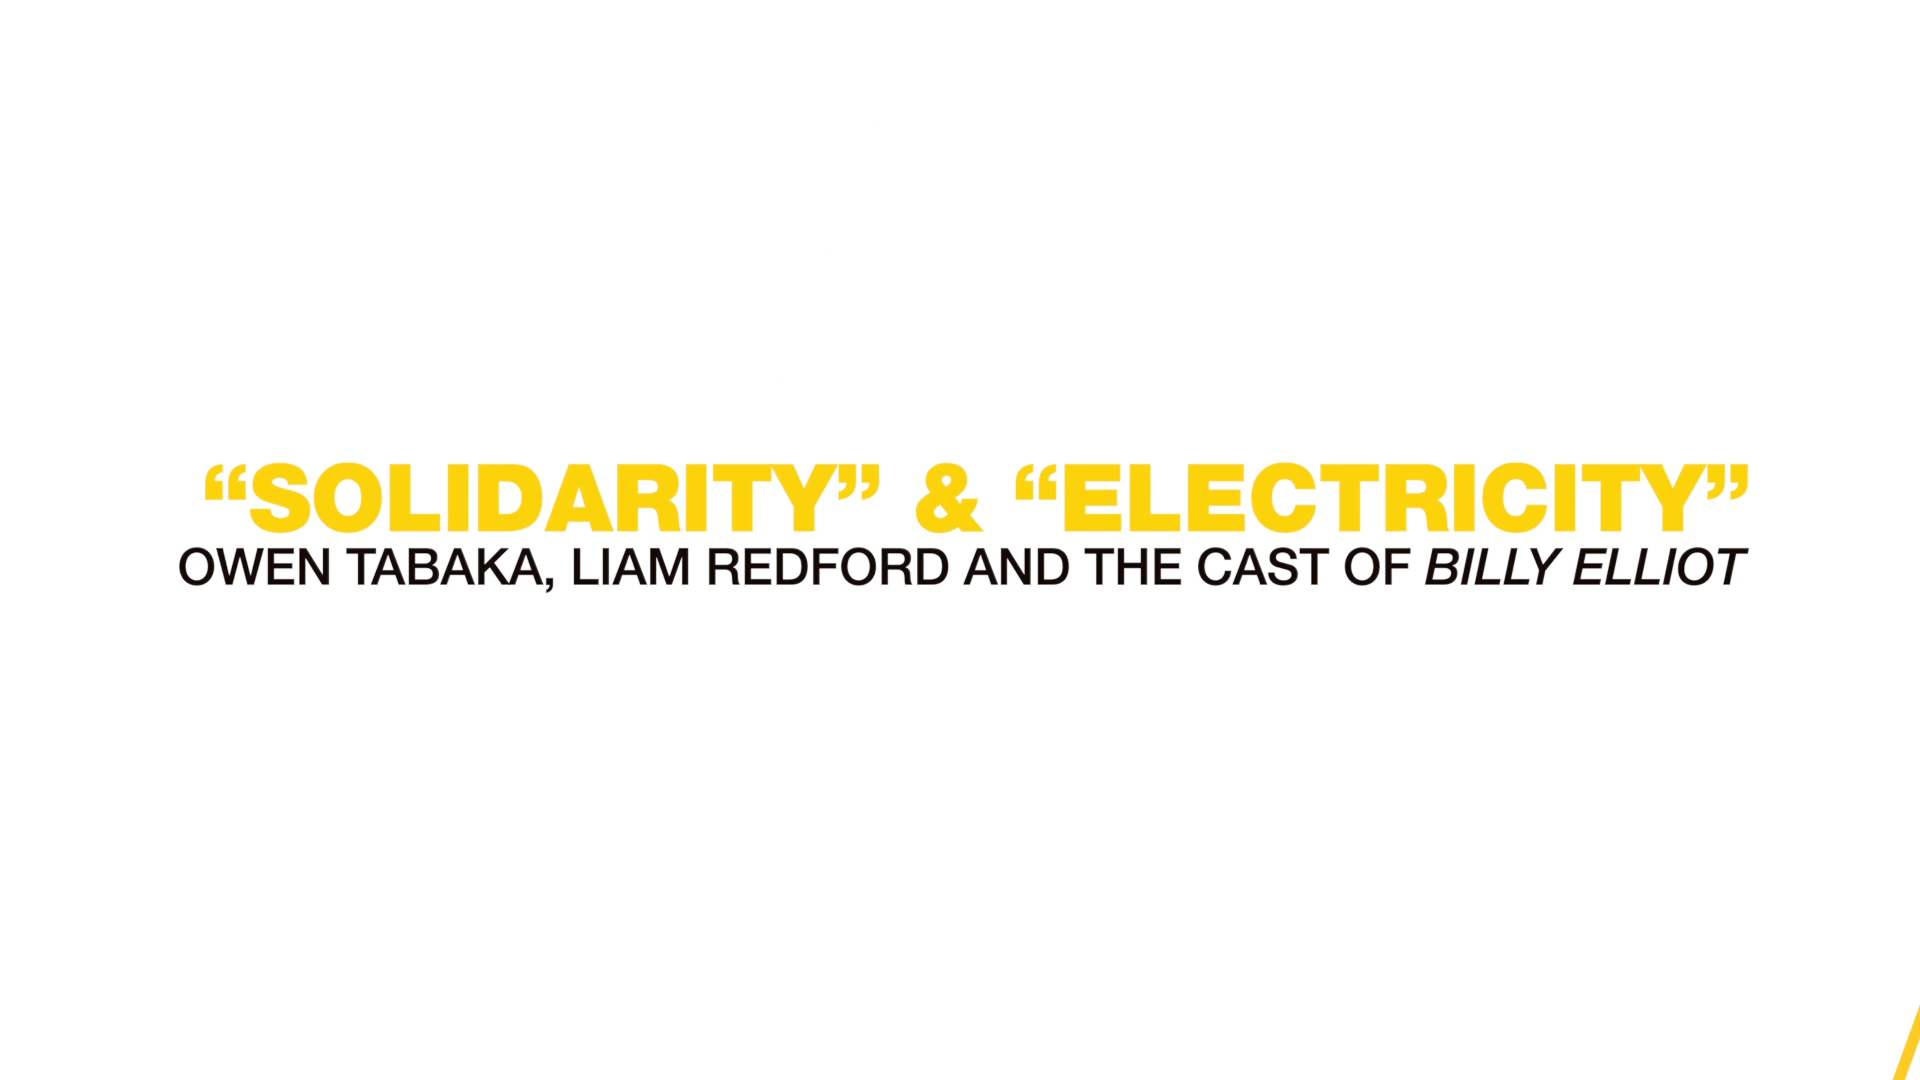 “SOLIDARITY” & “ELECTRICITY”
OWEN TABAKA, LIAM REDFORD AND THE CAST OF BILLY ELLIOT